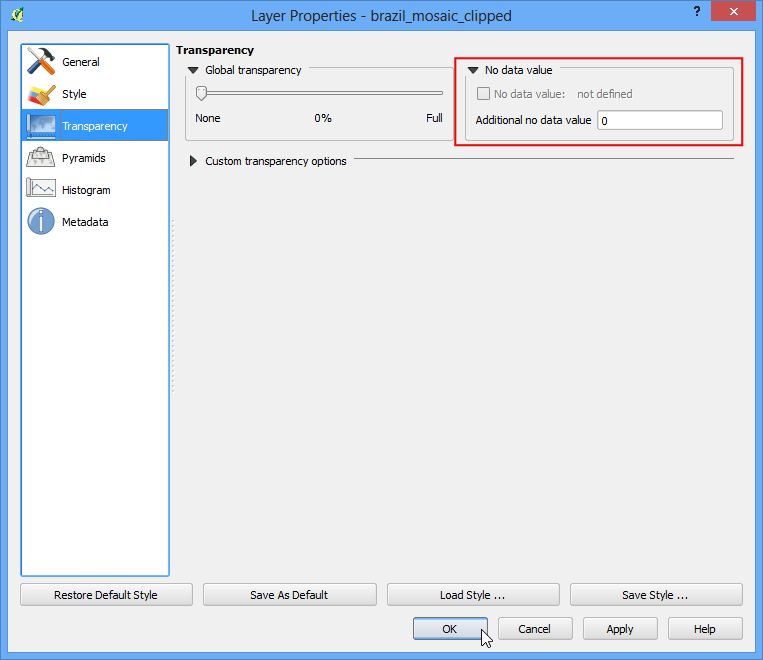 Layer Properties - brazil_mosaic_clipped
?
General
Style
Transparency
Pyramids
Histogram
Metadata
Transparency
Global transparency
None 0% Full
No data value
No data value: not defined
Additional no data value 0
Custom transparency options
Restore Default Style
Save As Default
Load Style ...
Save Style ...
OK
Cancel
Apply
Help